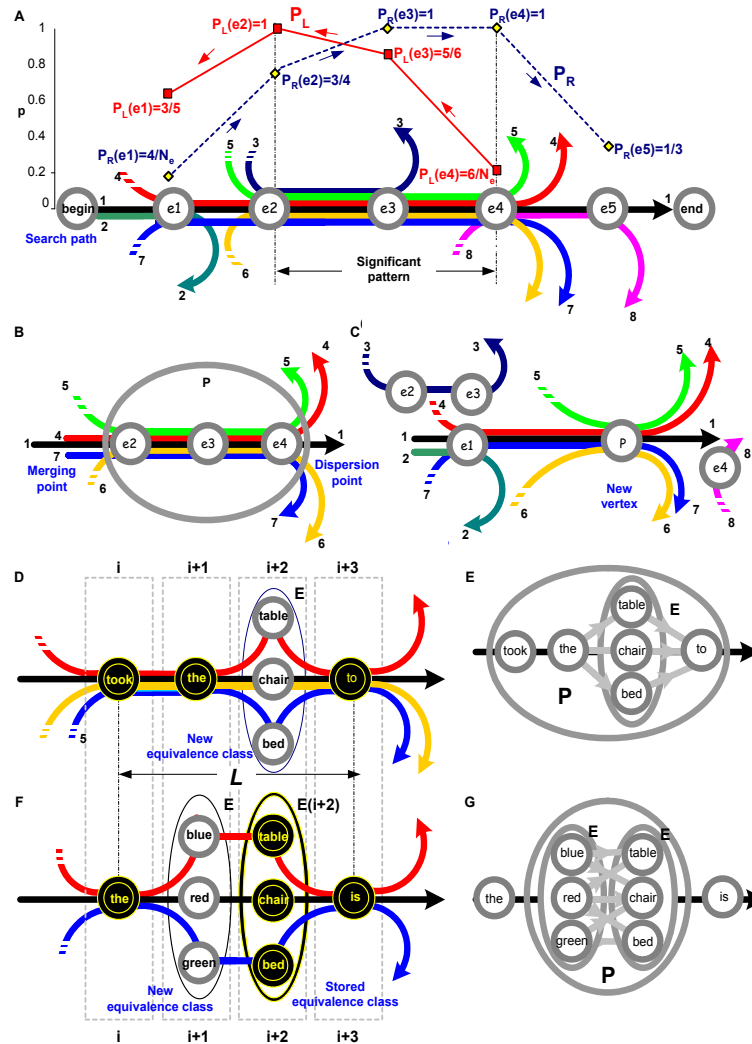 A
P_L(e2)=1
P_L
P_R(e3)=1
P_R(e4)=1
1
0.8
0.6
0.4
0.2
0
p
P_L(e3)=5/6
P_R(e2)=3/4
P_R
P_L(e1)=3/5
P_R(e1)=4/N_e
P_L(e4)=6/N_e
P_R(e5)=1/3
4
5
3
3
5
4
begin
1
2
e1
e2
e3
e4
e5
1
end
Search path
7
2
6
Significant
pattern
8
7
6
8
B
P
5
4
5
1
4
7
6
e2
e3
e4
1
Merging
point
Dispersion
point
7
6
C
3
3
e2
e3
4
5
5
4
1
2
7
e1
P
1
e4
8
8
2
New
vertex
6
7
6
D
i
i+1
i+2
i+3
E
table
took
the
chair
to
bed
5
New
equivalence class
L
E
table
E
took
the
chair
to
bed
P
F
E
E(i+2)
blue
table
the
red
chair
is
green
bed
New
equivalence class
Stored
equivalence class
i
i+1
i+2
i+3
G
E
E
blue
table
the
red
chair
is
green
bed
P